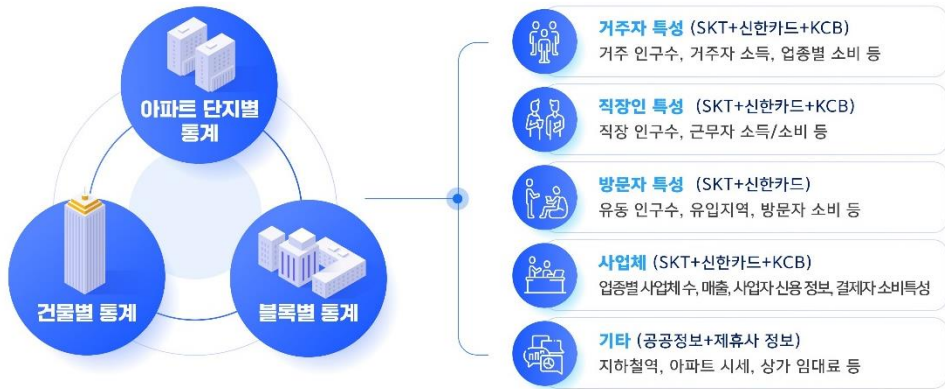 아파트 단지별
통계
건물별 통계
블록별 통계
거주자 특성 (SKT+신한카드+KCB)
거주 인구수, 거주자 소득, 업종별 소비 등
직장인 특성 (SKT+신한카드+KCB)
직장 인구수, 근무자 소득/소비 등
방문자 특성 (SKT+신한카드)
유동 인구수, 유입지역, 방문자 소비 등
사업체 (SKT+신한카드+KCB)
업종별 사업체 수, 매출, 사업자 신용 정보, 결제자 소비특성
기타 (공공정보+제휴사 정보)
지하철역, 아파트 시세, 상가 임대료 등